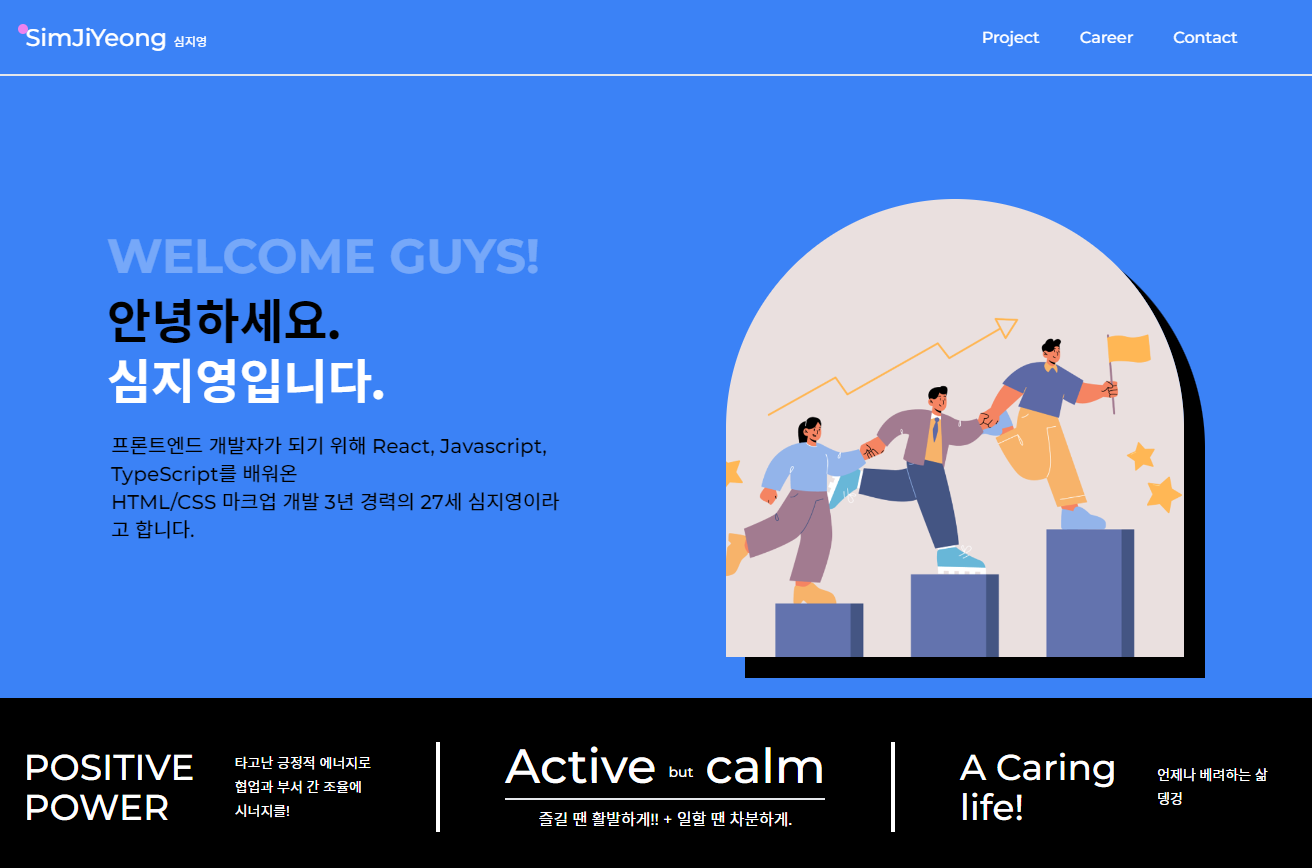 SimJiYeong 심지영
Project Career Contact
WELCOME GUYS!
안녕하세요.
심지영입니다.
프론트엔드 개발자가 되기 위해 React, Javascript,
TypeScript를 배워온
HTML/CSS 마크업 개발 3년 경력의 27세 심지영이라
고 합니다.
POSITIVE
POWER
타고난 긍정적 에너지로
협업과 부서 간 조율에
시너지를!
Active but calm
즐길 땐 활발하게!! + 일할 땐 차분하게.
A Caring
life!
언제나 베려하는 삶
뎅겅